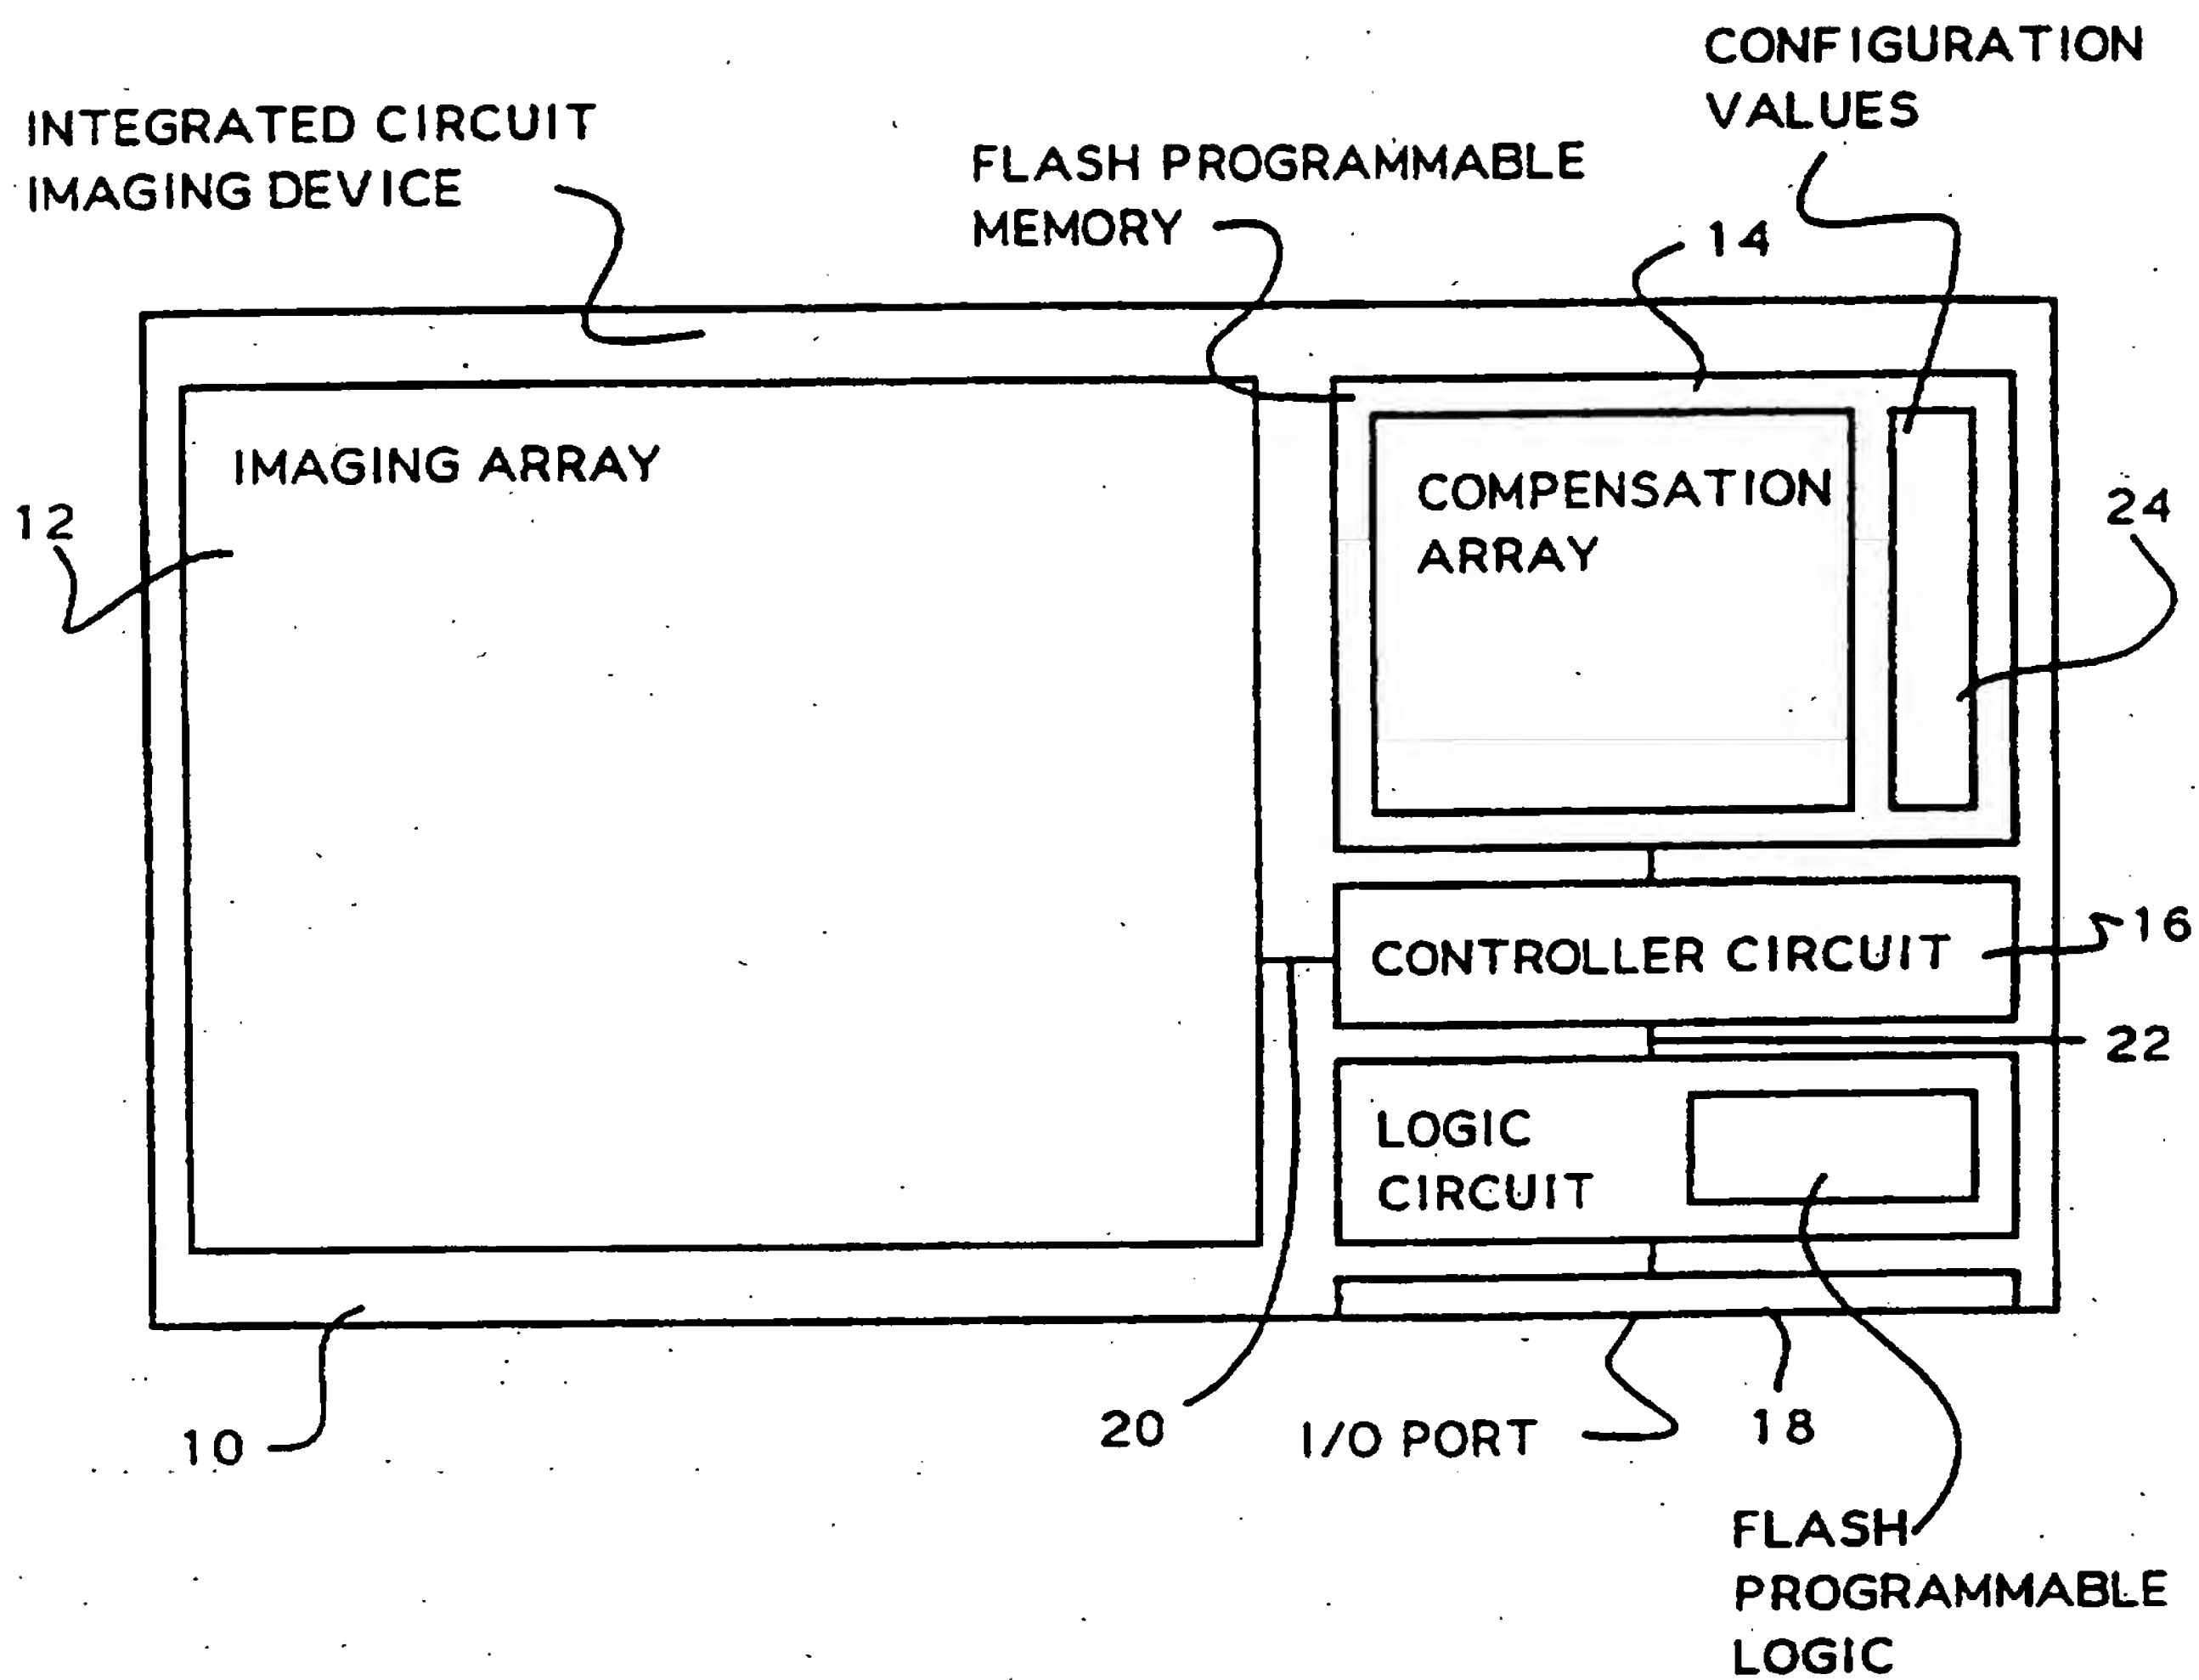 CONFIGURATION
VALUES
INTEGRATED CIRCUIT
IMAGING DEVICE
FLASH PROGRAMMABLE
MEMORY
14
IMAGING ARRAY
12
COMPENSATION
ARRAY
24
CONTROLLER CIRCUIT
16
22
LOGIC
CIRCUIT
10
20
I/O PORT
18
FLASH
PROGRAMMABLE
LOGIC